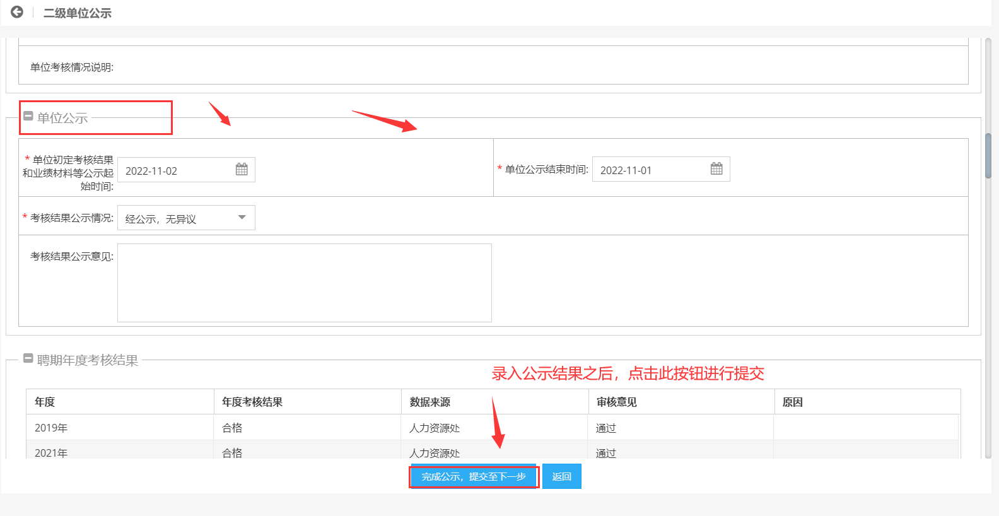 二级单位公示
单位考核情况说明:
单位公示
* 单位初定考核结果
和业绩材料等公示起
始时间:
2022-11-02
* 单位公示结束时间:
2022-11-01
* 考核结果公示情况:
经公示，无异议
考核结果公示意见:
聘期年度考核结果
录入公示结果之后，点击此按钮进行提交
年度 年度考核结果 数据来源 审核意见 原因
2019年 合格 人力资源处 通过
2021年 合格 人力资源处 通过
完成公示，提交至下一步 返回